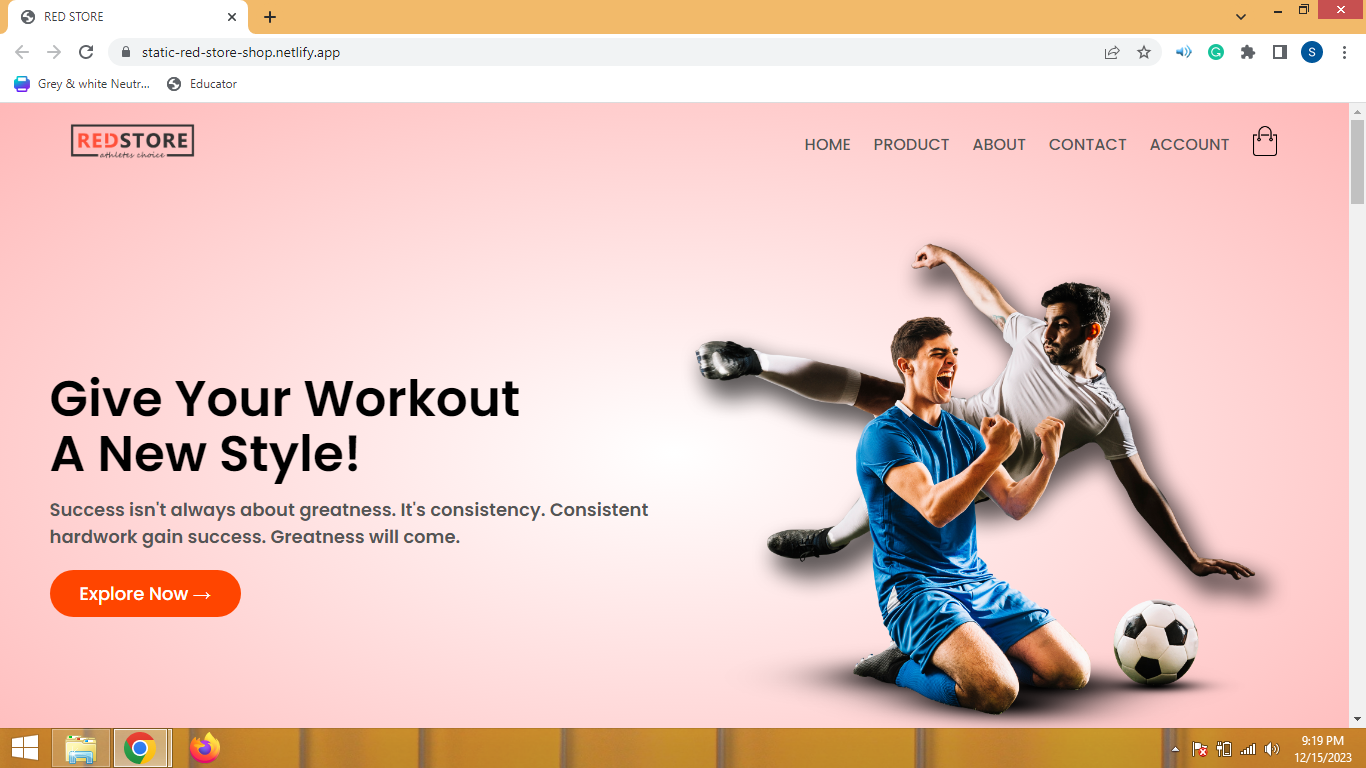 RED STORE
static-red-store-shop.netlify.app
S
Grey & white Neutr...
Educator
REDSTORE
athletes choice
HOME PRODUCT ABOUT CONTACT ACCOUNT
Give Your Workout
A New Style!
Success isn't always about greatness. It's consistency. Consistent
hardwork gain success. Greatness will come.
Explore Now →
9:19 PM
12/15/2023